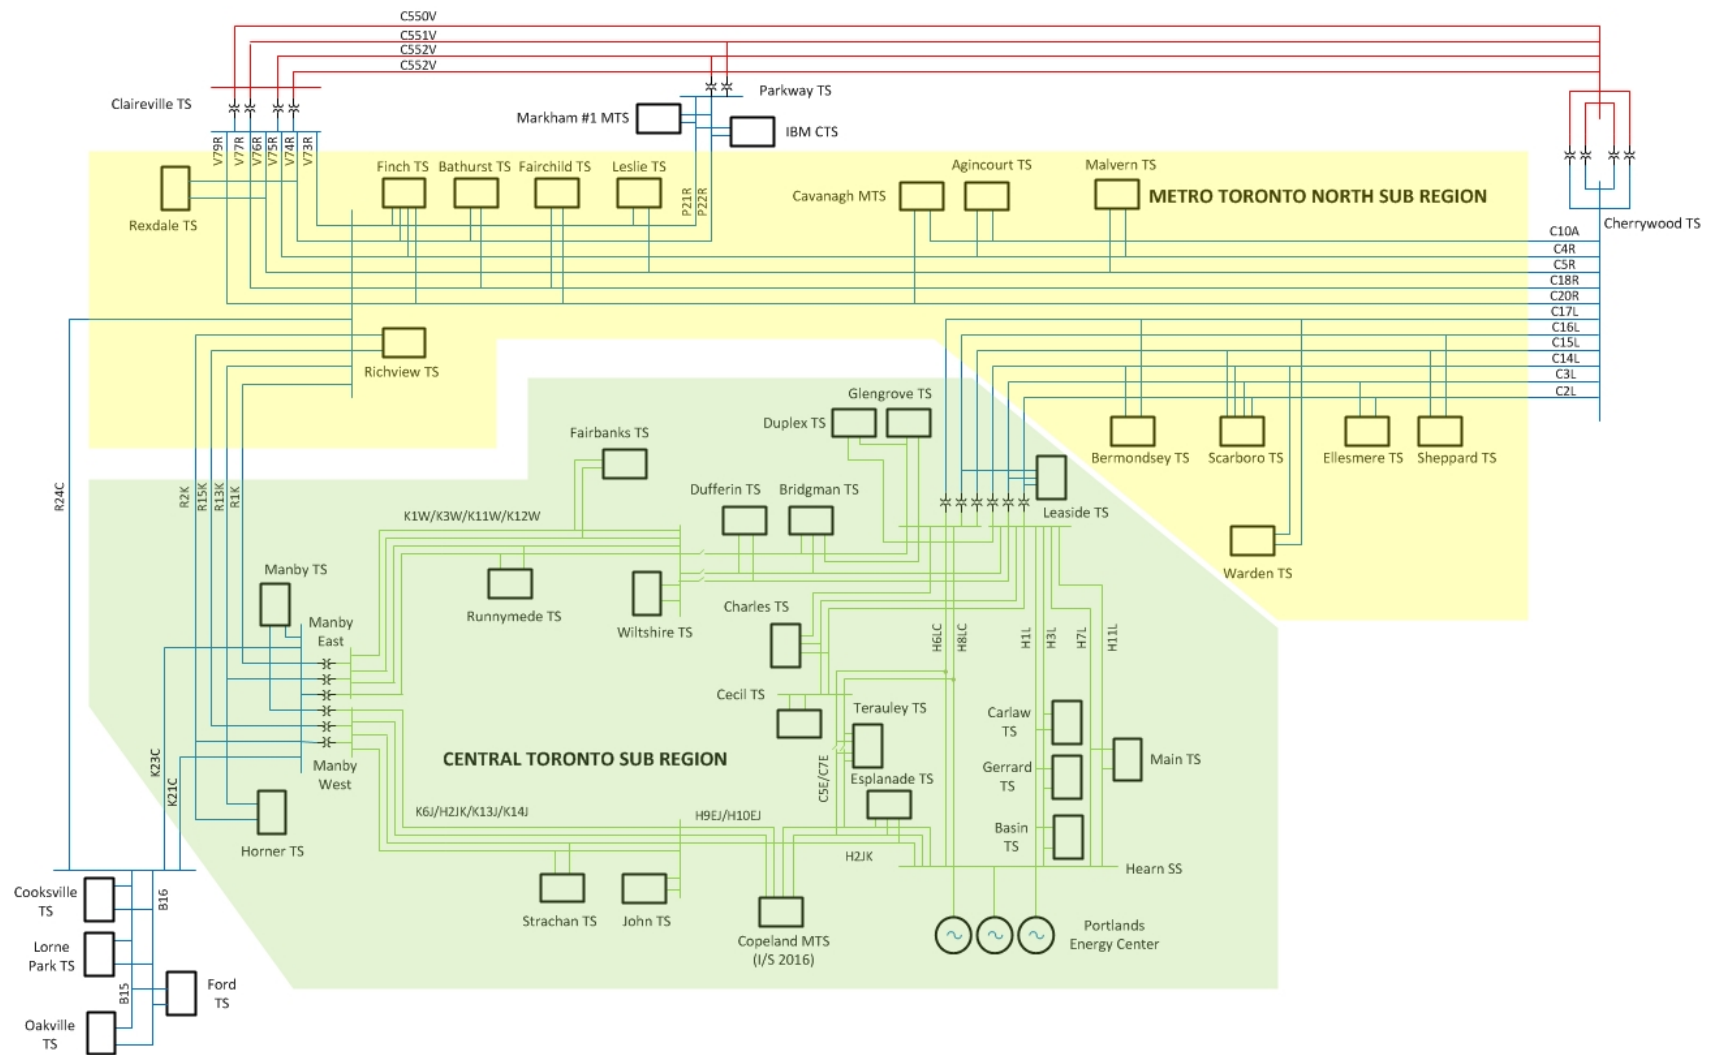 C550V
C551V
C552V
C552V
Claireville TS
Parkway TS
Markham #1 MTS
IBM CTS
V79R
V77R
V76R
V75R
V74R
V73R
Finch TS
Bathurst TS
Fairchild TS
Leslie TS
P21R
P22R
Cavanagh MTS
Agincourt TS
Malvern TS
METRO TORONTO NORTH SUB REGION
Rexdale TS
Cherrywood TS
C10A
C4R
C5R
C18R
C20R
C17L
C16L
C15L
C14L
C3L
C2L
Richview TS
Glengrove TS
Duplex TS
Fairbanks TS
Bermondsey TS
Scarboro TS
Ellesmere TS
Sheppard TS
R24C
R2K
R15K
R13K
R1K
Dufferin TS
Bridgman TS
Leaside TS
K1W/K3W/K11W/K12W
Manby TS
Warden TS
Runnymede TS
Wiltshire TS
Charles TS
Manby
East
H6LC
H8LC
H1L
H3L
H7L
H11L
Cecil TS
Terauley TS
Carlaw
TS
CENTRAL TORONTO SUB REGION
Main TS
Manby
West
K23C
K21C
C5E/C7E
Esplanade TS
Gerrard
TS
K6J/H2JK/K13J/K14J
H9EJ/H10EJ
Basin
TS
Horner TS
H2JK
Hearn SS
Cooksville
TS
B16
Strachan TS
John TS
Copeland MTS
(I/S 2016)
Portlands
Energy Center
Lorne
Park TS
B15
Ford
TS
Oakville
TS